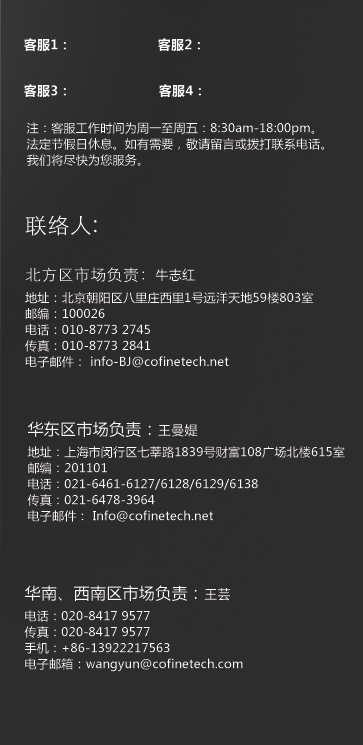 客服1： 客服2：
客服3： 客服4：
注：客服工作时间为周一至周五：8:30am-18:00pm。
法定节假日休息。如有需要，敬请留言或拨打联系电话。
我们将尽快为您服务。
联络人:
北方区市场负责：牛志红
地址：北京朝阳区八里庄西里1号远洋天地59楼803室
邮编：100026
电话：010-8773 2745
传真：010-8773 2841
电子邮件： info-BJ@cofinetech.net
华东区市场负责：王曼媞
地址：上海市闵行区七莘路1839号财富108广场北楼615室
邮编：201101
电话：021-6461-6127/6128/6129/6138
传真：021-6478-3964
电子邮件： Info@cofinetech.net
华南、西南区市场负责：王芸
电话：020-8417 9577
传真：020-8417 9577
手机：+86-13922217563
电子邮箱：wangyun@cofinetech.com